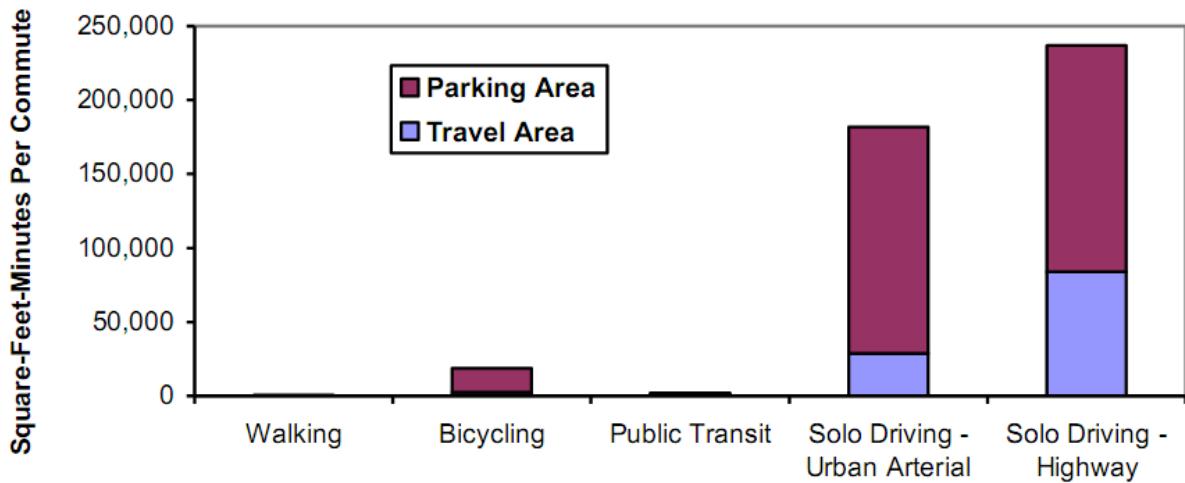 Square-Feet-Minutes Per Commute
250,000
200,000
150,000
100,000
50,000
0
Parking Area
Travel Area
Walking
Bicycling
Public Transit
Solo Driving -
Urban Arterial
Solo Driving -
Highway